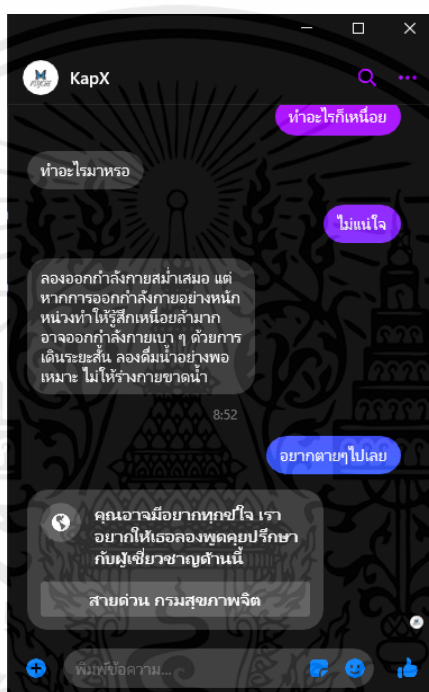 KapX
ทำอะไรก็เหนื่อย
ทำอะไรมาหรอ
ไม่แน่ใจ
ลองออกกำลังกายสม่ำเสมอ แต่
หากการออกกำลังกายอย่างหนัก
หน่วงทำให้รู้สึกเหนื่อยล้ามาก
อาจออกกำลังกายเบา ๆ ด้วยการ
เดินระยะสั้น ลองดื่มน้ำอย่างพอ
เหมาะ ไม่ให้ร่างกายขาดน้ำ
8:52
อยากตายๆไปเลย
คุณอาจมีอยากทุกข์ใจ เรา
อยากให้เธอลองพูดคุยปรึกษา
กับผู้เชี่ยวชาญด้านนี้
สายด่วน กรมสุขภาพจิต
พิมพ์ข้อความ...